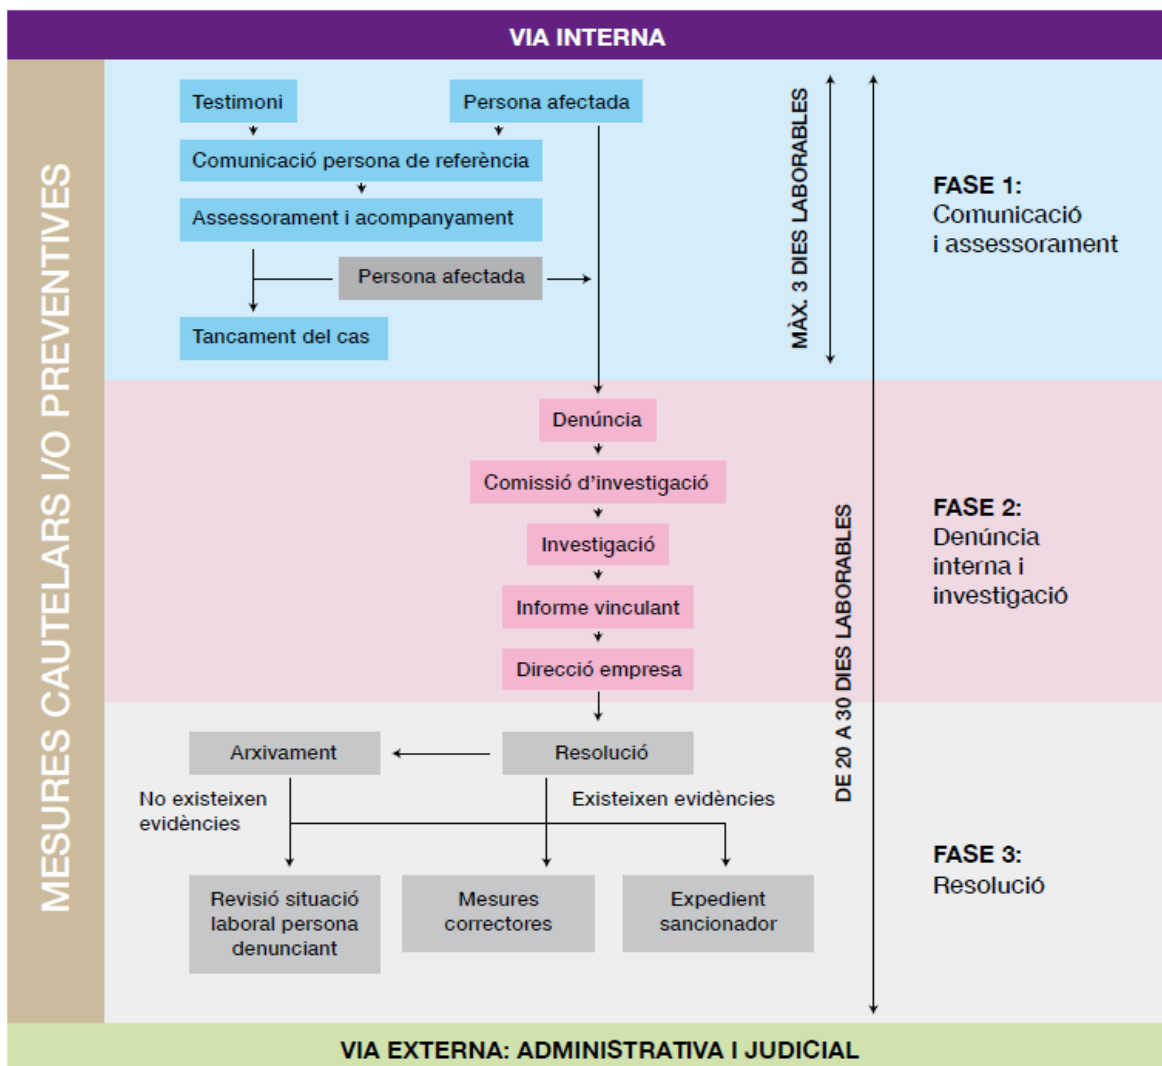 VIA INTERNA
MESURES CAUTELARS I/O PREVENTIVES
Testimoni
Persona afectada
Comunicació persona de referència
Assessorament i acompanyament
Persona afectada
Tancament del cas
MÀX. 3 DIES LABORABLES
FASE 1:
Comunicació
i assessorament
Denúncia
Comissió d'investigació
Investigació
Informe vinculant
Direcció empresa
DE 20 A 30 DIES LABORABLES
FASE 2:
Denúncia
interna i
investigació
Arxivament
Resolució
No existeixen
evidències
Existeixen evidències
Revisió situació
laboral persona
denunciant
Mesures
correctores
Expedient
sancionador
FASE 3:
Resolució
VIA EXTERNA: ADMINISTRATIVA I JUDICIAL